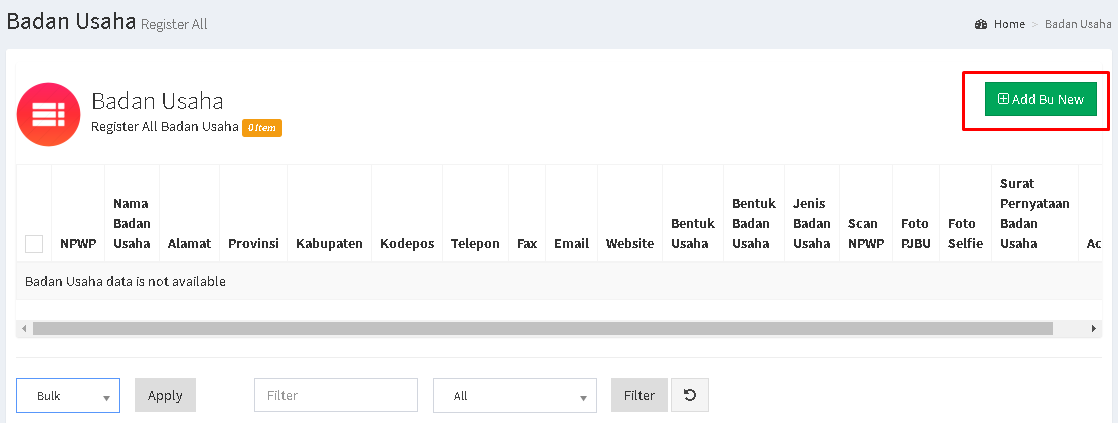 Badan Usaha Register All
Home > Badan Usaha
Badan Usaha
Add Bu New
Register All Badan Usaha 0 Item
NPWP
Nama
Badan
Usaha
Alamat
Provinsi
Kabupaten
Kodepos
Telepon
Fax
Email
Website
Bentuk
Usaha
Bentuk
Badan
Usaha
Jenis
Badan
Usaha
Scan
NPWP
Foto
PJBU
Foto
Selfie
Surat
Pernyataan
Badan
Usaha
Ac
Badan Usaha data is not available
Bulk Apply Filter All Filter